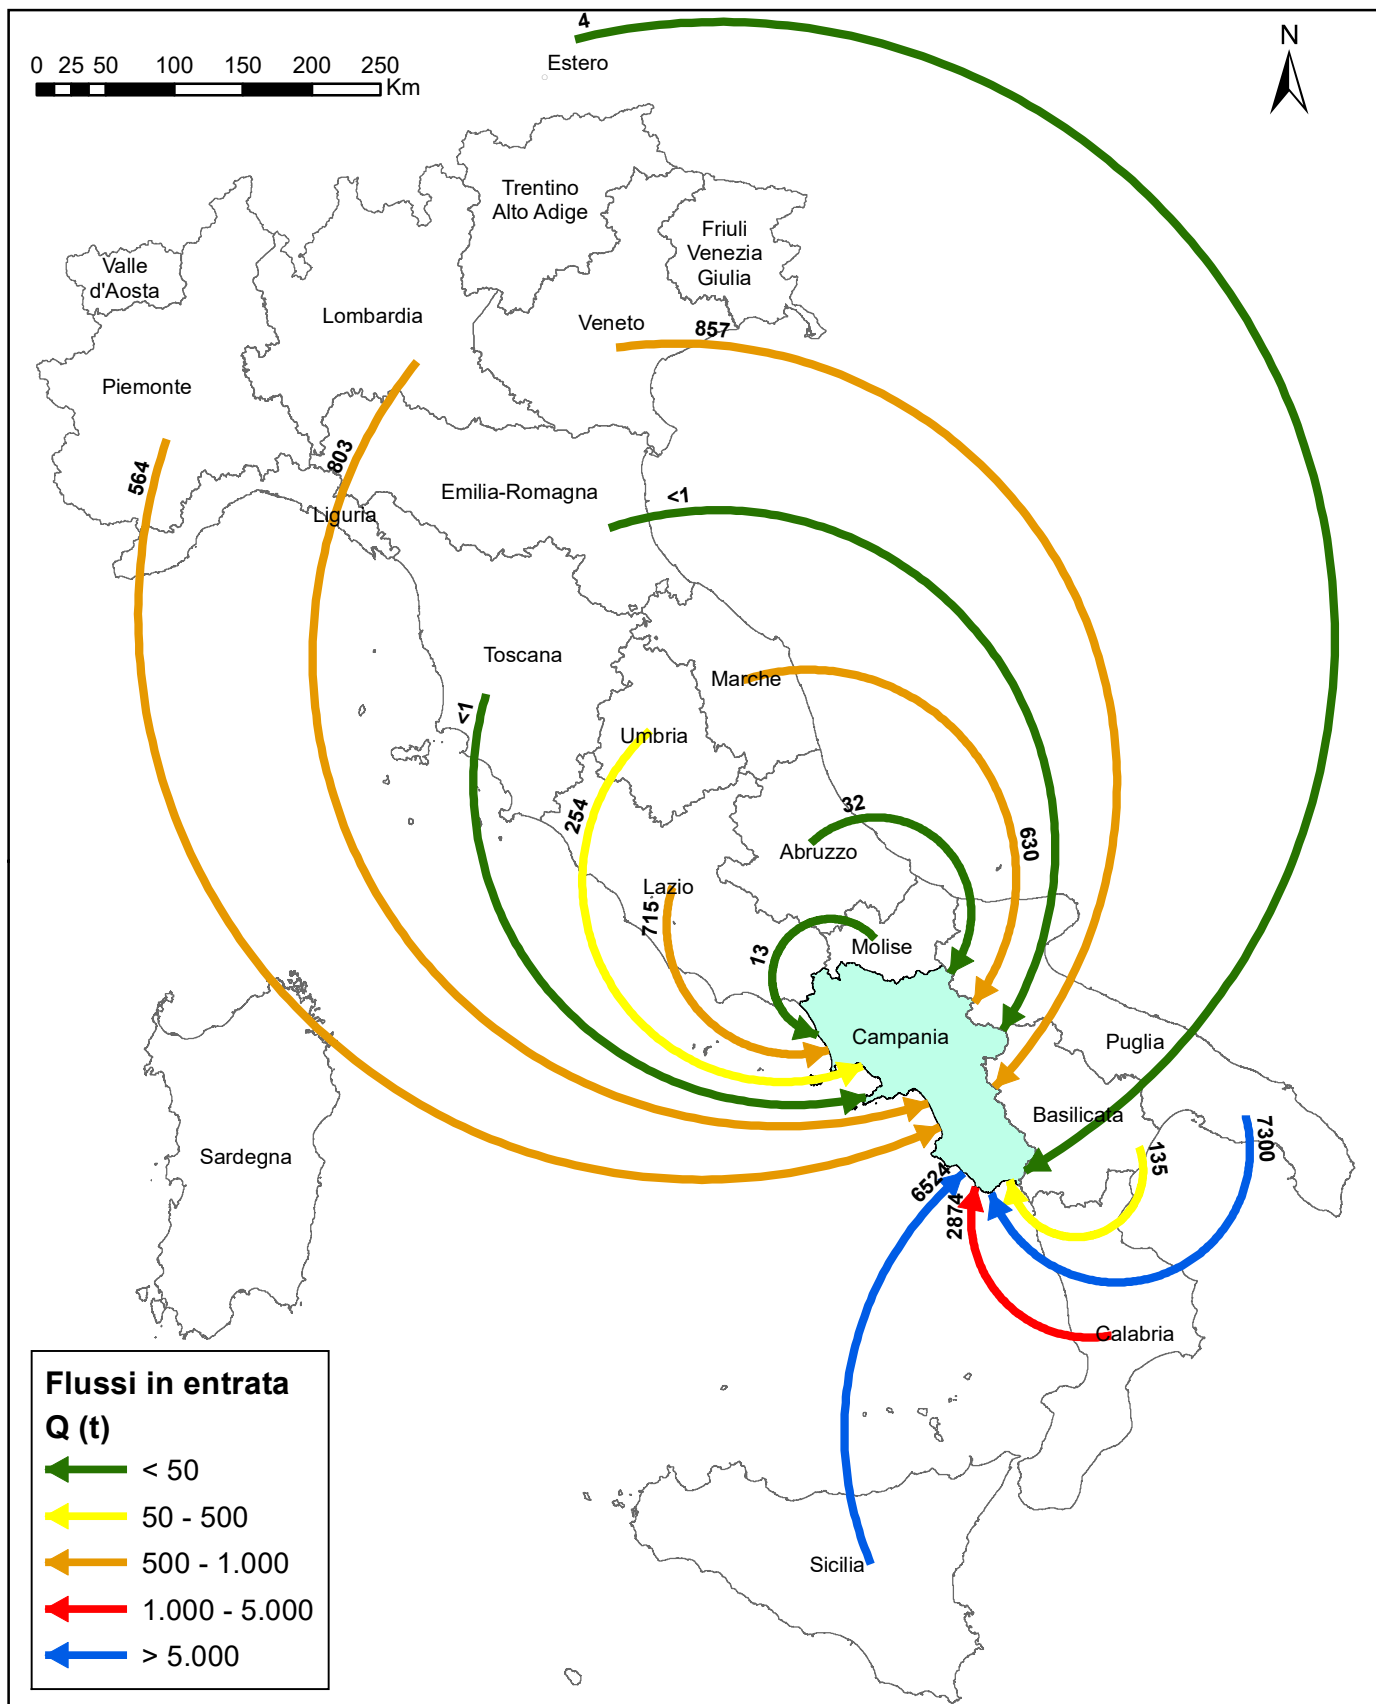 4
Estero
N
0 25 50 100 150 200 250
Km
Trentino
Alto Adige
Friuli
Venezia
Giulia
Valle
d'Aosta
Lombardia
Veneto
857
Piemonte
564
803
Emilia-Romagna
<1
Liguria
Toscana
Marche
<1
Umbria
254
32
630
Abruzzo
Lazio
715
13
Molise
Campania
Puglia
Basilicata
7300
135
Sardegna
6524
2874
Calabria
Sicilia
Flussi in entrata
Q (t)
< 50
50 - 500
500 - 1.000
1.000 - 5.000
> 5.000